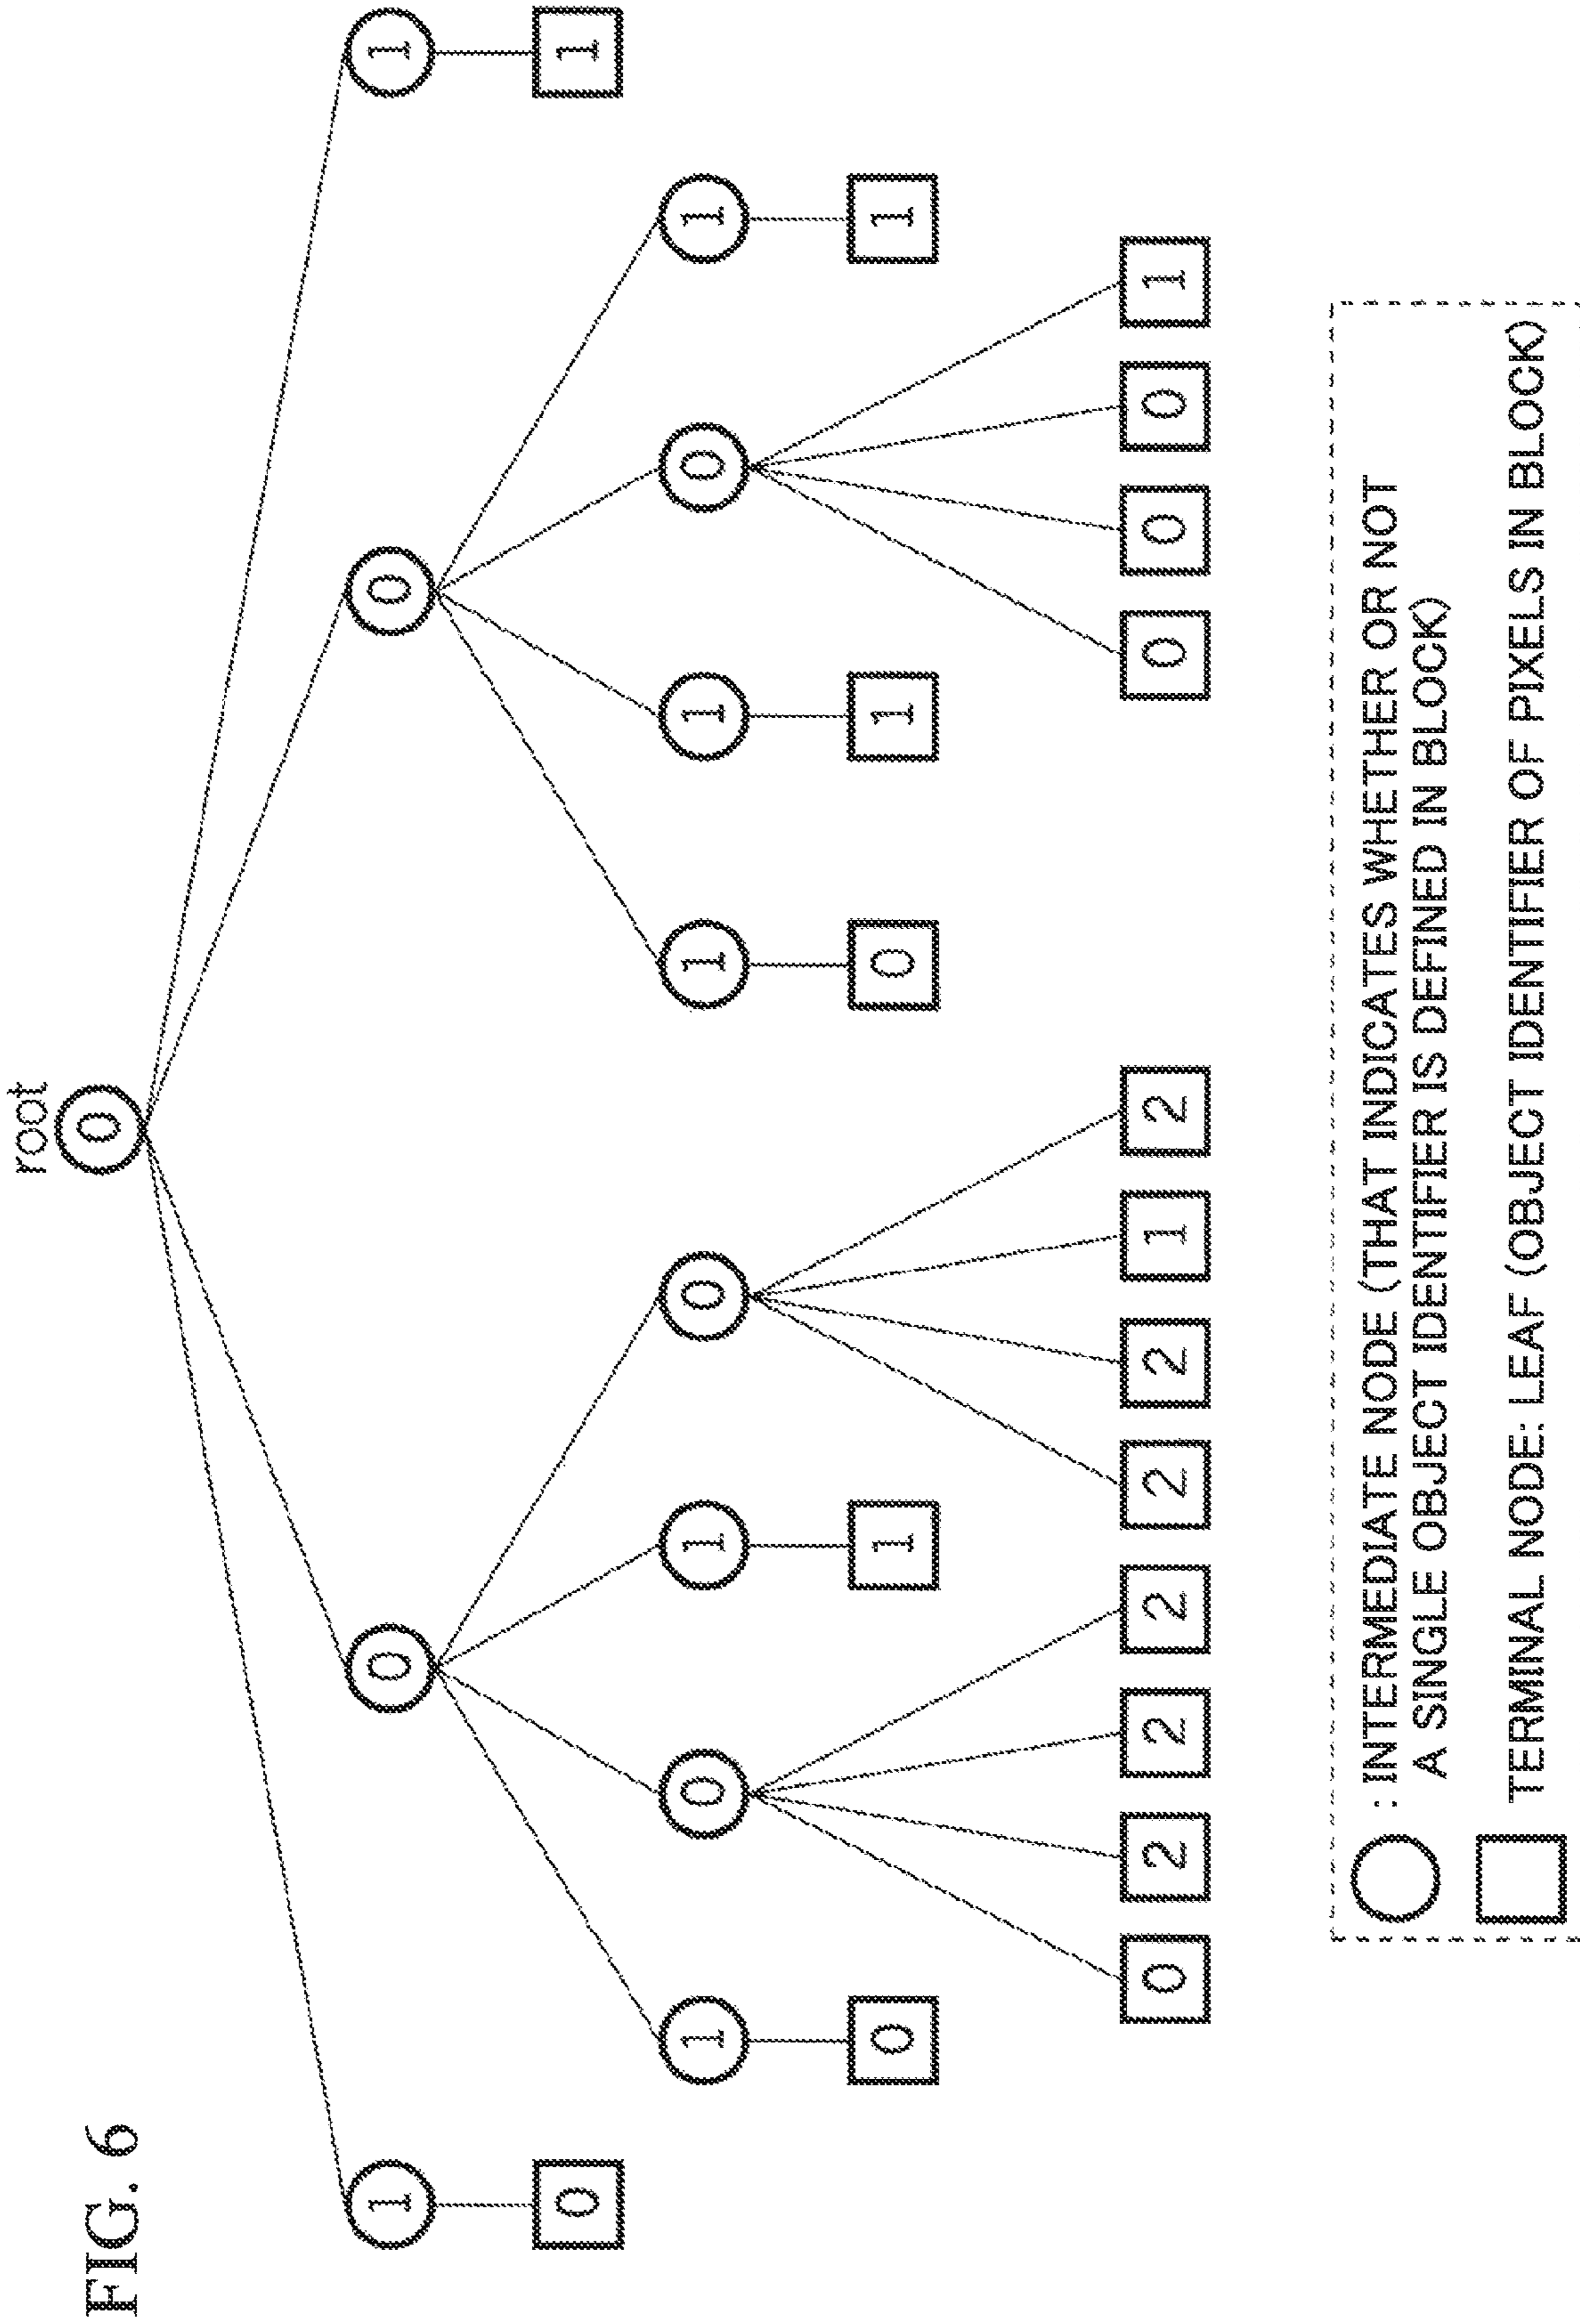 FIG. 6
root
0
1 0 0 1
0 1
1 0 1 0 1 1 0 1
0 1 0 1 1
0 2 2 2 2 2 1 2 0 0 0 1
: INTERMEDIATE NODE (THAT INDICATES WHETHER OR NOT
A SINGLE OBJECT IDENTIFIER IS DEFINED IN BLOCK)
TERMINAL NODE: LEAF (OBJECT IDENTIFIER OF PIXELS IN BLOCK)